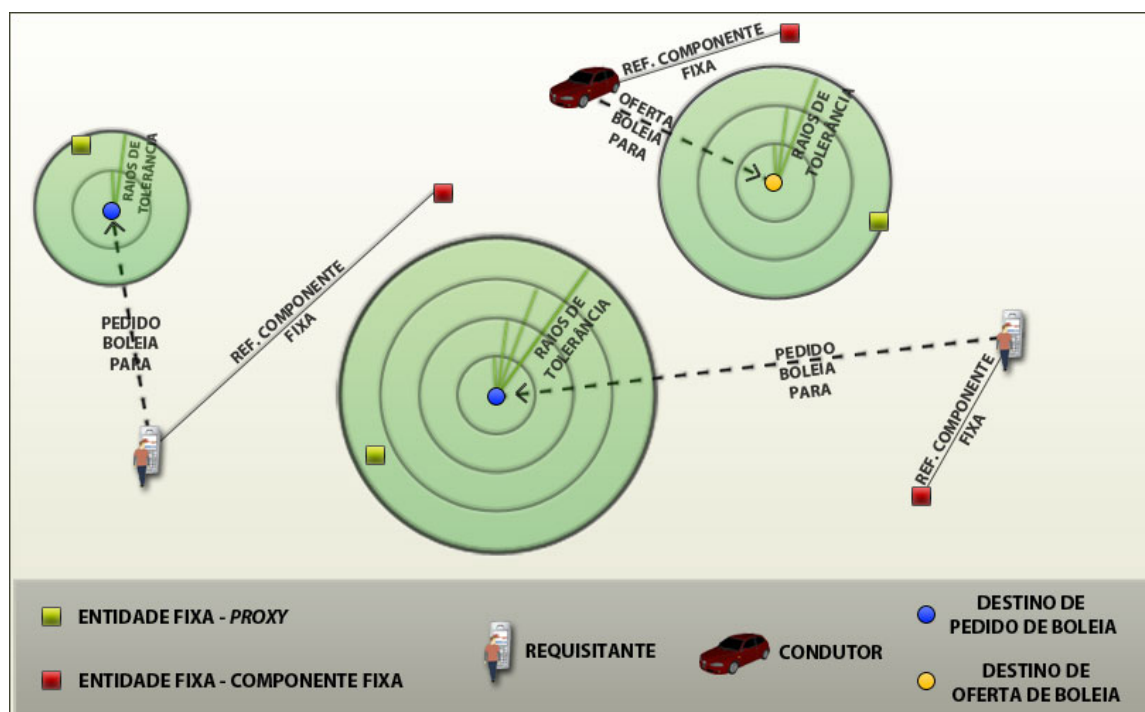 REF. COMPONENTE
FIXA
OFERTA
BOLEIA
PARA
RAIOS DE
TOLERÂNCIA
RAIOS DE
TOLERÂNCIA
REF. COMPONENTE
FIXA
PEDIDO
BOLEIA
PARA
RAIOS DE
TOLERÂNCIA
PEDIDO
BOLEIA
PARA
REF. COMPONENTE
FIXA
ENTIDADE FIXA - PROXY
ENTIDADE FIXA - COMPONENTE FIXA
REQUISITANTE
CONDUTOR
DESTINO DE
PEDIDO DE BOLEIA
DESTINO DE
OFERTA DE BOLEIA